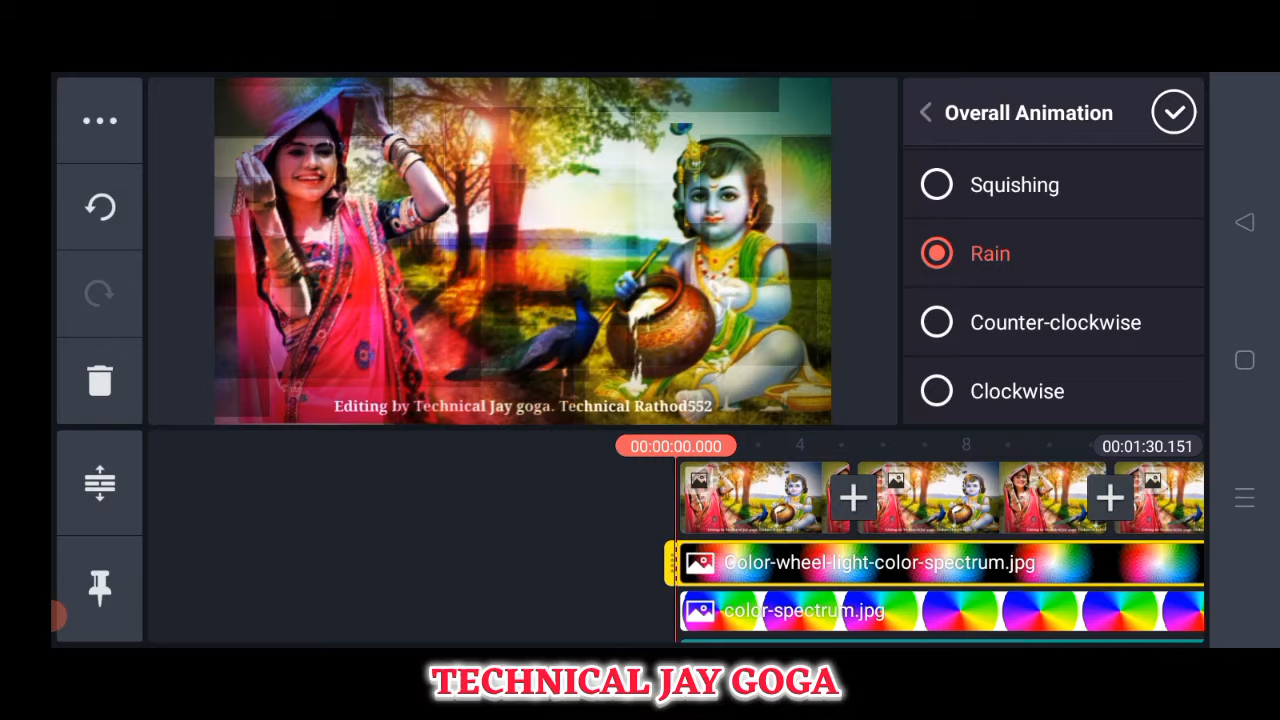 Overall Animation
Squishing
Rain
Counter-clockwise
Clockwise
Editing by Technical Jay goga. Technical Rathod552
00:00:00.000
4
8
00:01:30.151
Color-wheel-light-color-spectrum.jpg
color-spectrum.jpg
TECHNICAL JAY GOGA